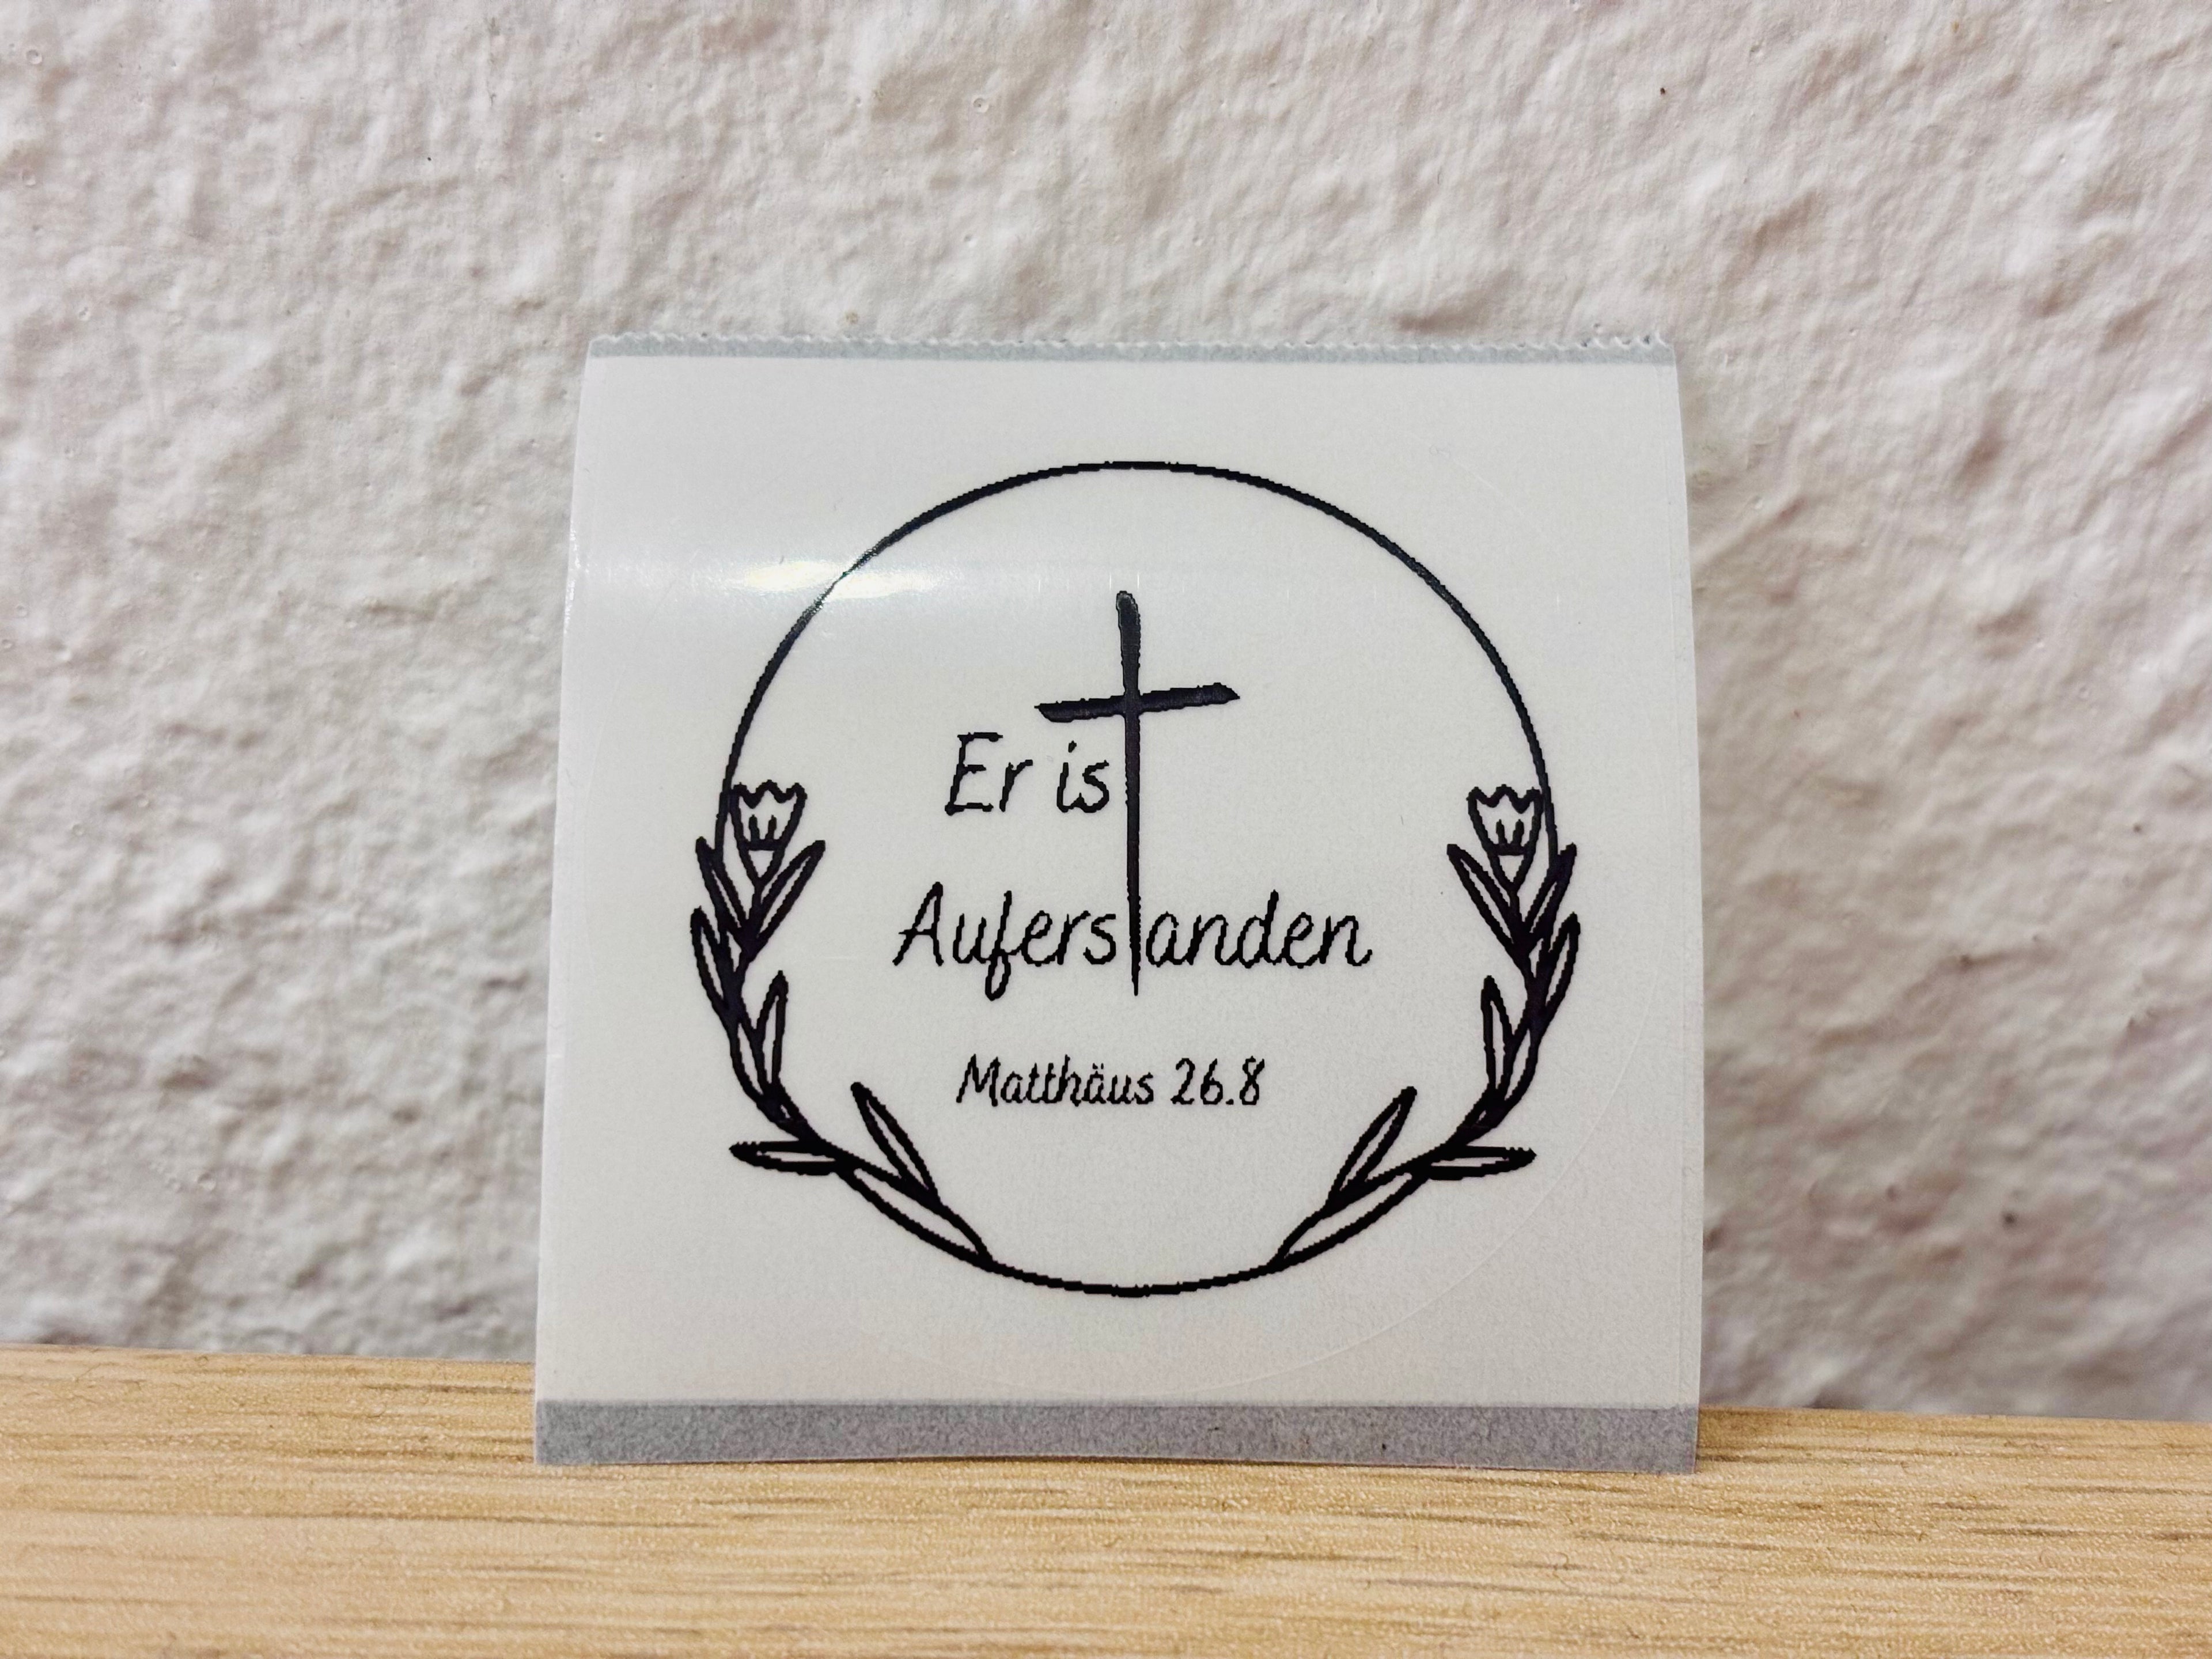 Er ist
Auferstanden
Matthäus 26.8